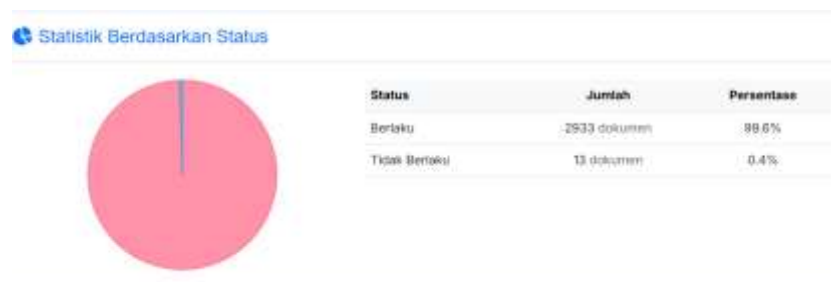 Statistik Berdasarkan Status
Status Jumlah Persentase
Berlaku 2933 dokumen 99.6%
Tidak Berlaku 13 dokumen 0.4%